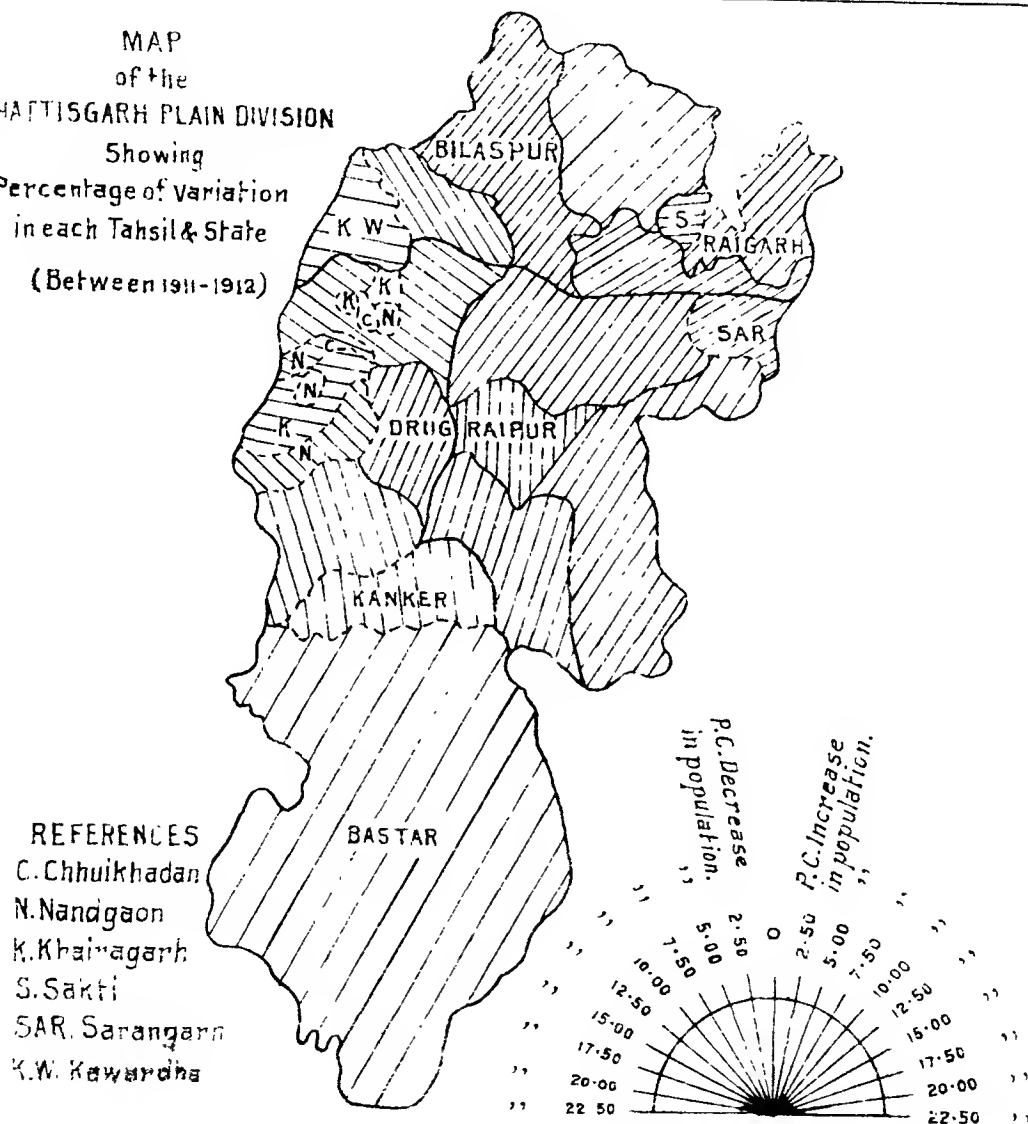 MAP
of the
HATTISGARH PLAIN DIVISION
Showing
Percentage of Variation
in each Tahsil & State
(Between 1911-1912)
BILASPUR
K W
S
RAIGARH
K
K
C N
SAR
C
N
N
K
N
DRUG
RAIPUR
KANKER
BASTAR
REFERENCES
C. Chhuikhadan
N. Nandgaon
K. Khairagarh
S. Sakti
SAR. Sarangarh
K.W. Kawardha
P.C. Decrease
in population.
P.C. Increase
in population.
22 50
20.00
17.50
15.00
12.50
10.00
7.50
5.00
2.50
0
2.50
5.00
7.50
10.00
12.50
15.00
17.50
20.00
22.50